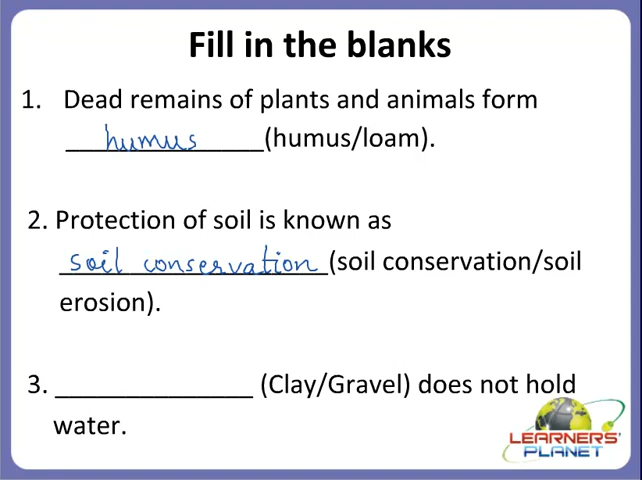 Fill in the blanks
1. Dead remains of plants and animals form
humus (humus/loam).
2. Protection of soil is known as
soil conservation (soil conservation/soil
erosion).
3. ______________ (Clay/Gravel) does not hold
water.
LEARNERS'
PLANET